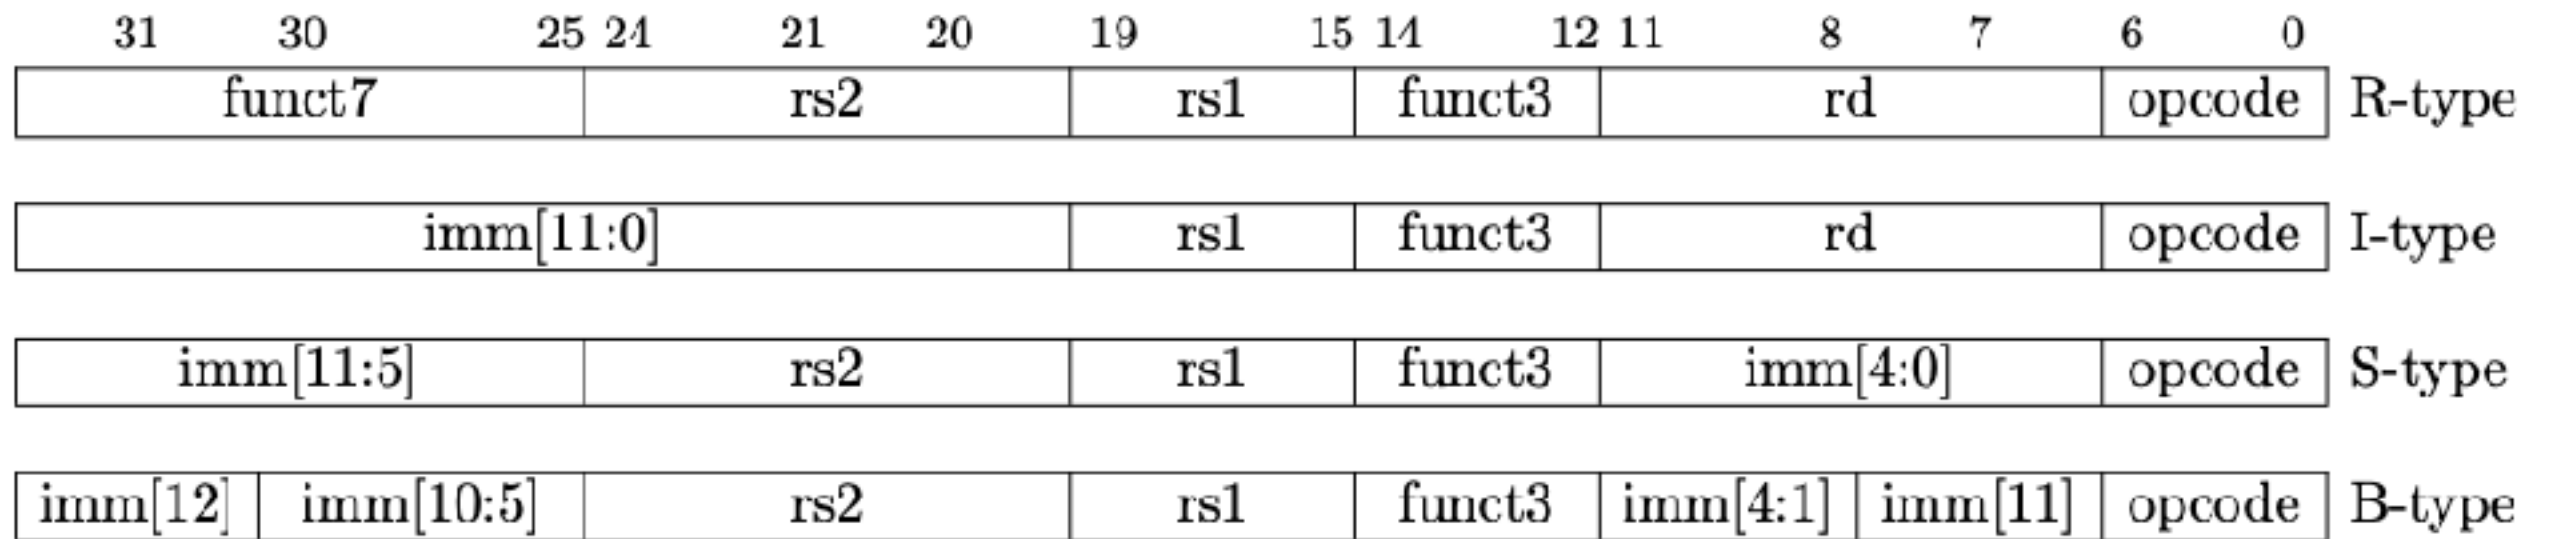 31 30 25 24 21 20 19 15 14 12 11 8 7 6 0
funct7 rs2 rs1 funct3 rd opcode R-type
imm[11:0] rs1 funct3 rd opcode I-type
imm[11:5] rs2 rs1 funct3 imm[4:0] opcode S-type
imm[12] imm[10:5] rs2 rs1 funct3 imm[4:1] imm[11] opcode B-type